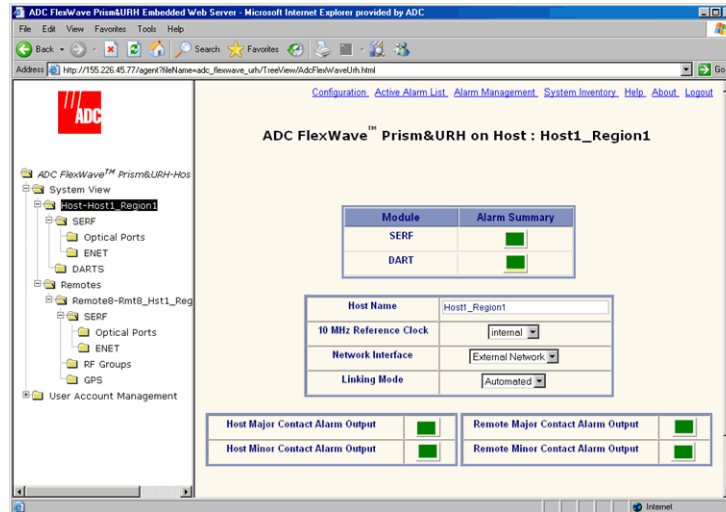 ADC FlexWave Prism&URH Embedded Web Server - Microsoft Internet Explorer provided by ADC
File Edit View Favorites Tools Help
Back Search Favorites
Address http://155.226.45.77/agent?fileName=adc_flexwave_urh/TreeView/AdcFlexWaveUrh.html Go
Configuration Active Alarm List Alarm Management System Inventory Help About Logout
ADC
ADC FlexWave™ Prism&URH on Host : Host1_Region1
ADC FlexWave™ Prism&URH-Hos
System View
Host-Host1_Region1
SERF
Optical Ports
ENET
DARTS
Remotes
Remote8-Rmt8_Hst1_Reg
SERF
Optical Ports
ENET
RF Groups
GPS
User Account Management
Module Alarm Summary
SERF
DART
Host Name Host1_Region1
10 MHz Reference Clock internal
Network Interface External Network
Linking Mode Automated
Host Major Contact Alarm Output Remote Major Contact Alarm Output
Host Minor Contact Alarm Output Remote Minor Contact Alarm Output
Internet